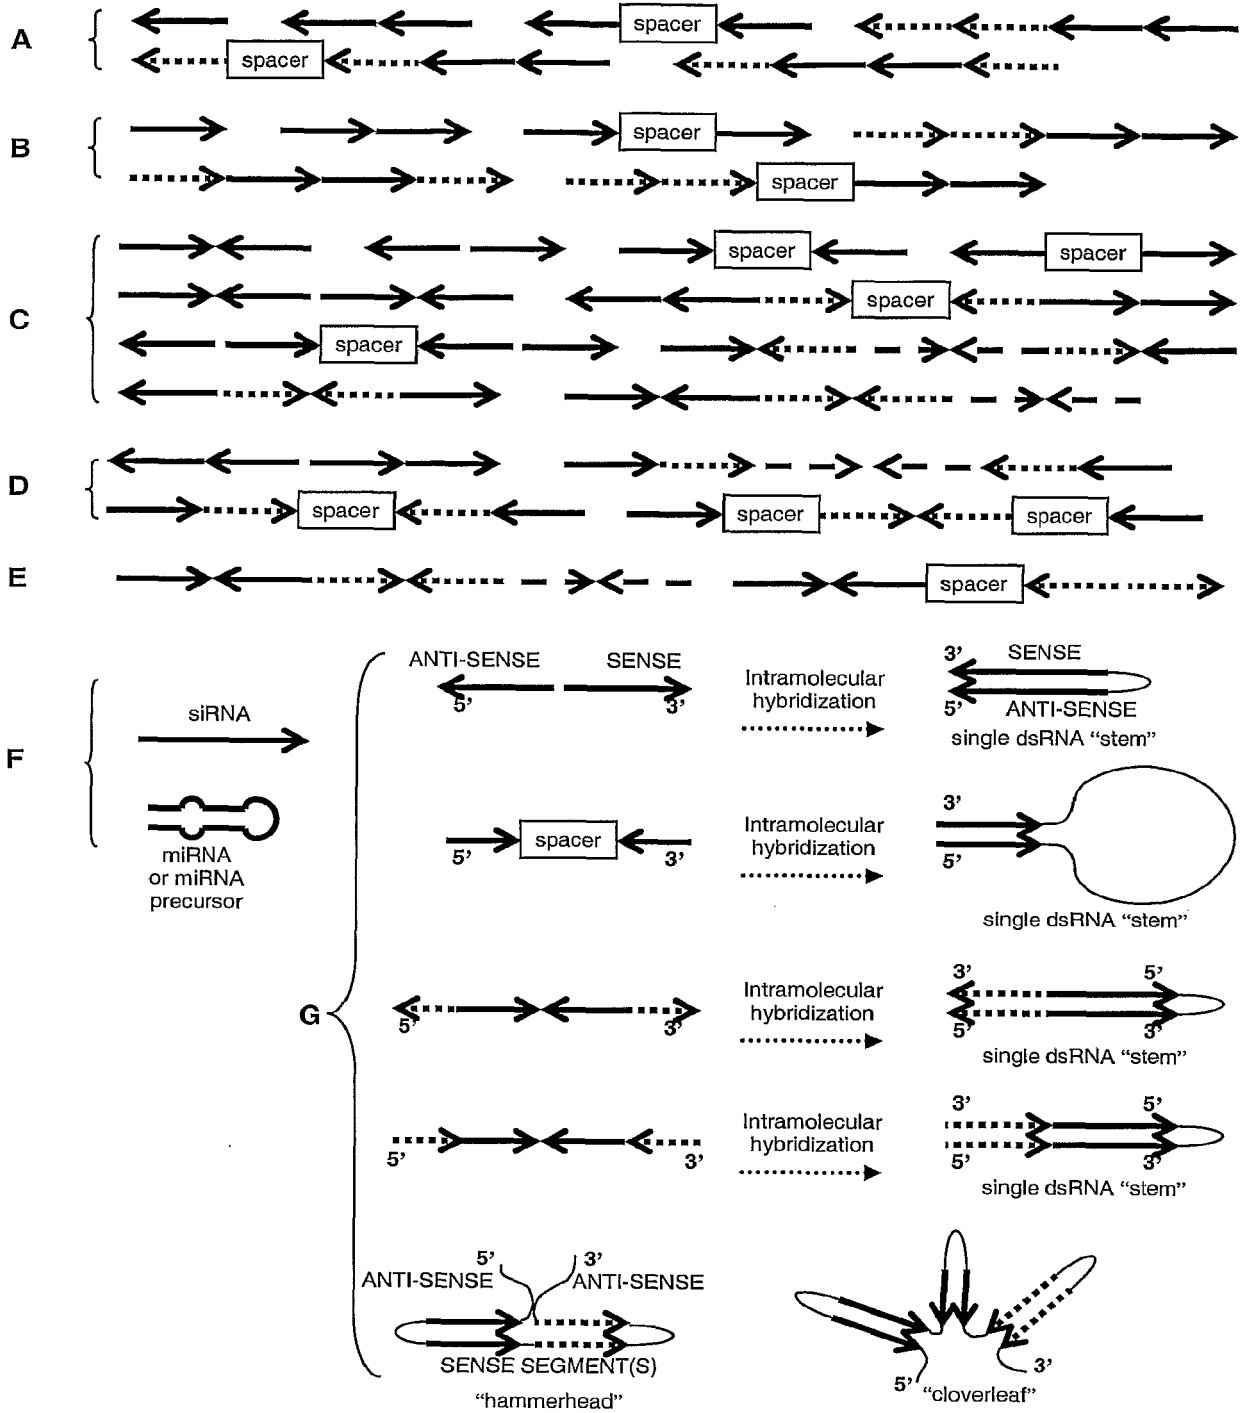 A
spacer
spacer
B
spacer
spacer
C
spacer
spacer
spacer
spacer
D
spacer
spacer
spacer
E
spacer
F
siRNA
miRNA
or miRNA
precursor
G
ANTI-SENSE SENSE
5’ 3’
Intramolecular
hybridization
3’
SENSE
5’
ANTI-SENSE
single dsRNA “stem”
spacer
5’ 3’
Intramolecular
hybridization
3’
5’
single dsRNA “stem”
5’ 3’
Intramolecular
hybridization
3’ 5’
5’ 3’
single dsRNA “stem”
5’ 3’
Intramolecular
hybridization
3’ 5’
5’ 3’
single dsRNA “stem”
5’ 3’
ANTI-SENSE ANTI-SENSE
SENSE SEGMENT(S)
“hammerhead”
5’ 3’
“cloverleaf”